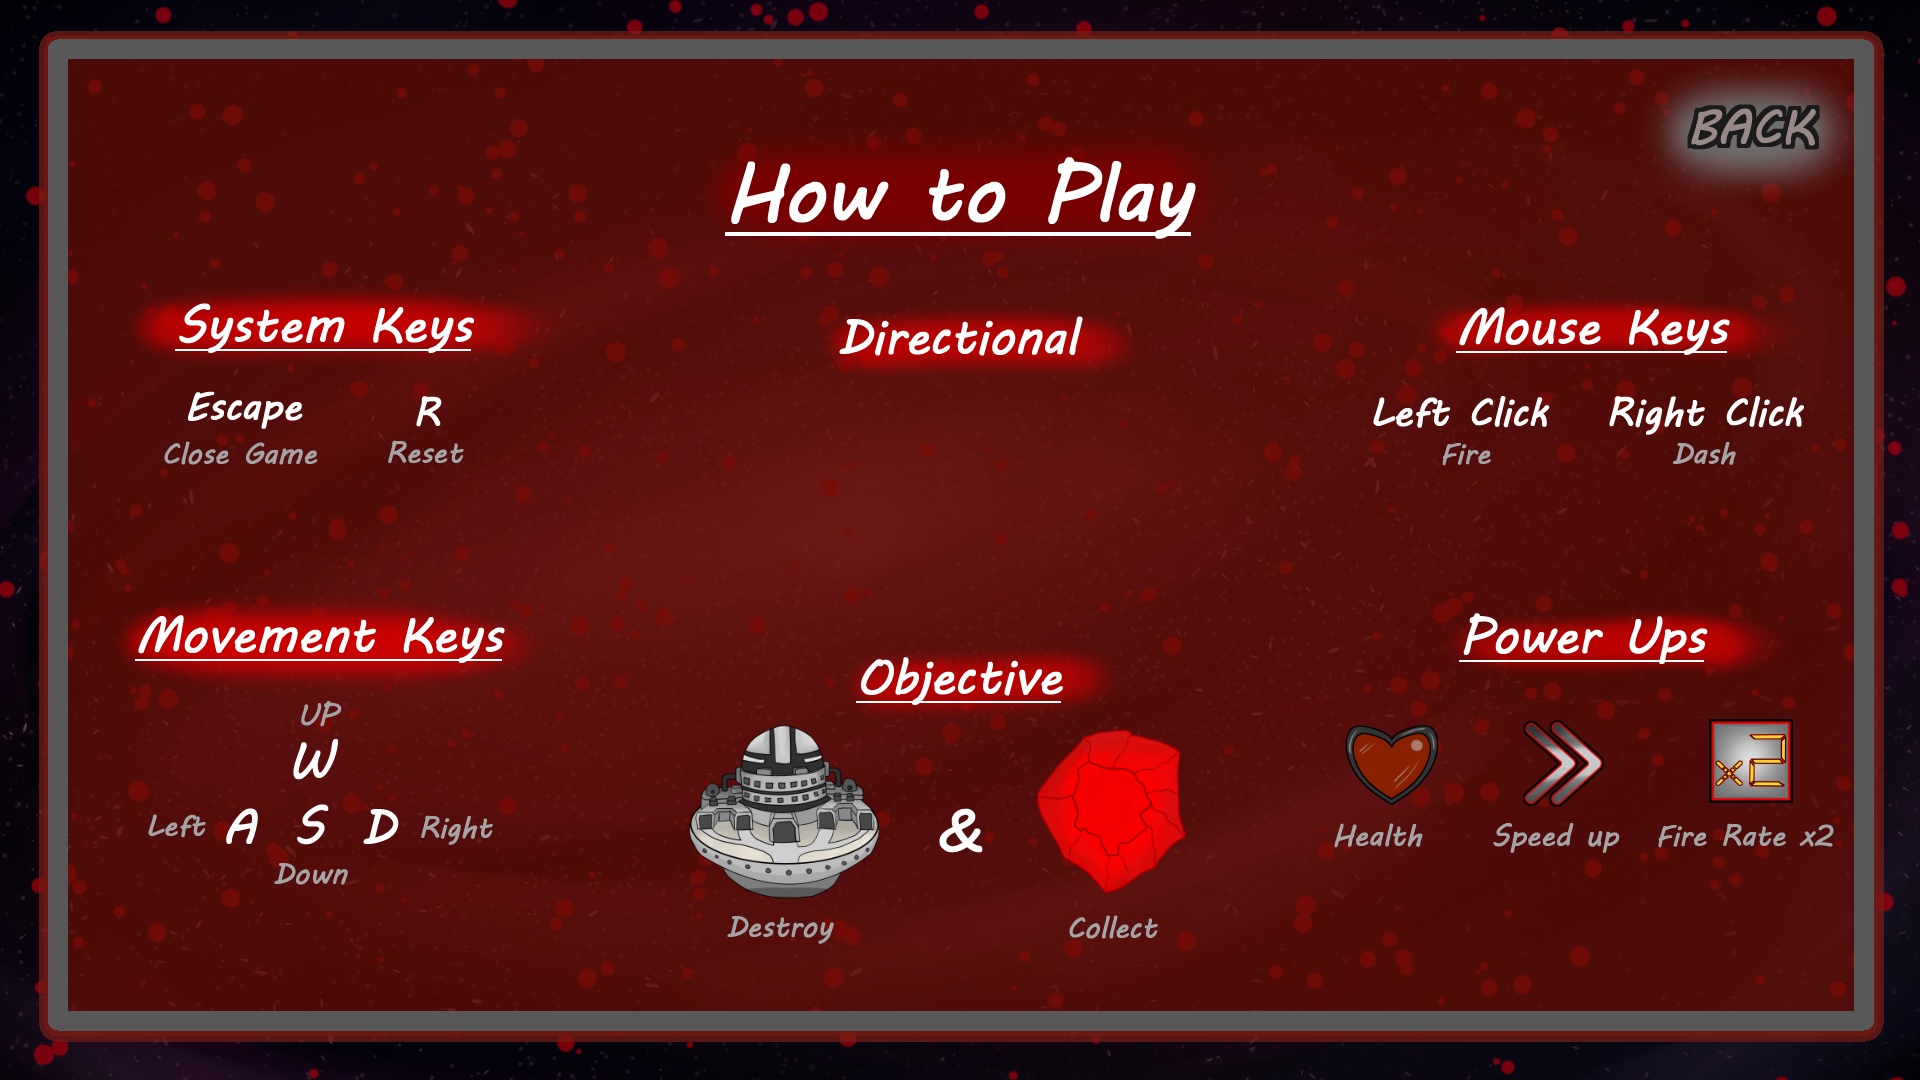 BACK
How to Play
System Keys
Escape R
Close Game Reset
Directional
Mouse Keys
Left Click Right Click
Fire Dash
Movement Keys
UP
W
Left A S D Right
Down
Objective
&
Destroy Collect
Power Ups
x2
Health Speed up Fire Rate x2